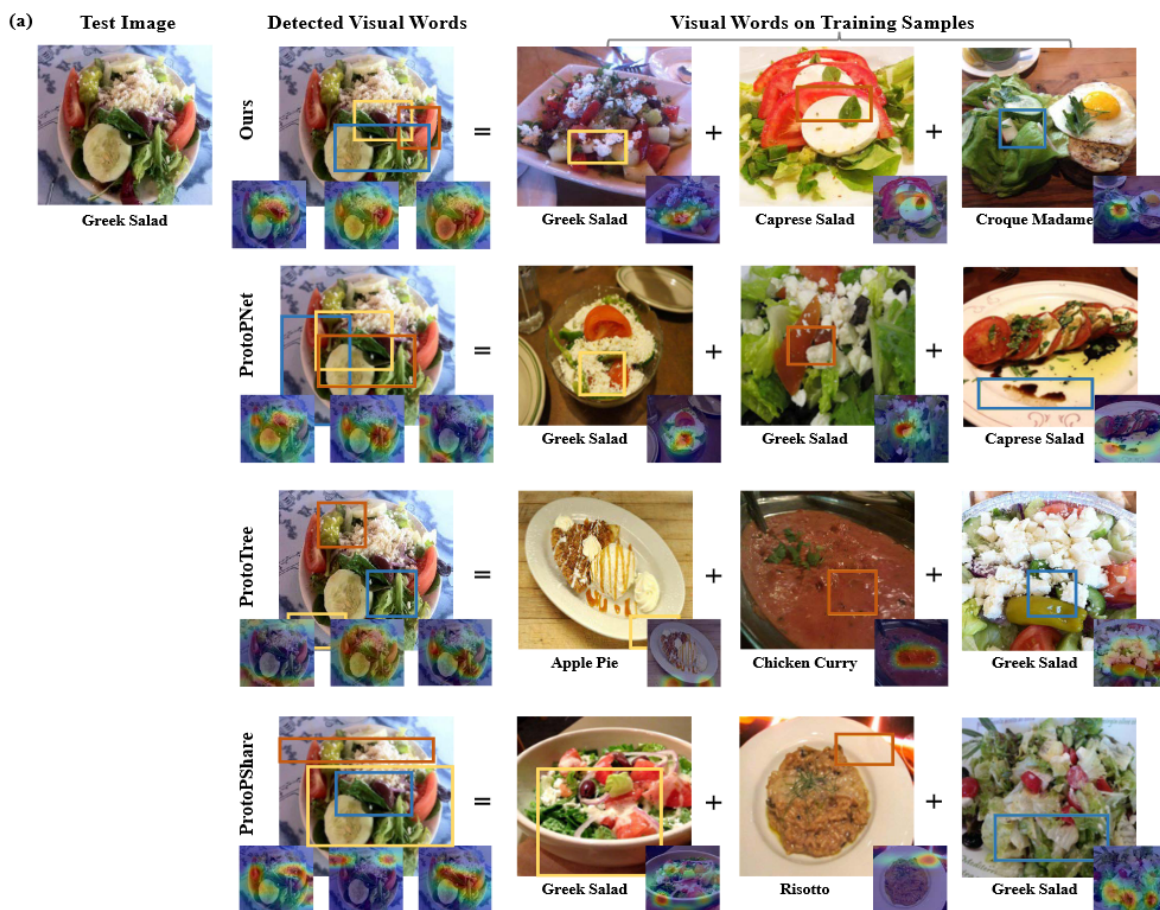 (a)
Test Image
Detected Visual Words
Visual Words on Training Samples
Ours
=
+
+
Greek Salad
Greek Salad
Caprese Salad
Croque Madame
ProtoPNet
=
+
+
Greek Salad
Greek Salad
Caprese Salad
ProtoTree
=
+
+
Apple Pie
Chicken Curry
Greek Salad
ProtoPShare
=
+
+
Greek Salad
Risotto
Greek Salad